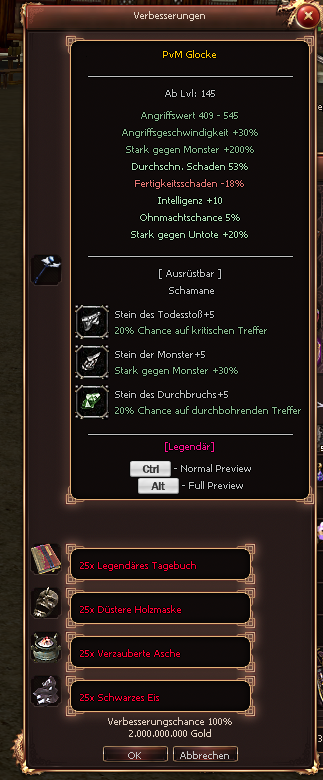 Verbesserungen
PvM Glocke
Ab Lvl: 145
Angriffswert 409 - 545
Angriffsgeschwindigkeit +30%
Stark gegen Monster +200%
Durchschn. Schaden 53%
Fertigkeitsschaden -18%
Intelligenz +10
Ohnmachtschance 5%
Stark gegen Untote +20%
[ Ausrüstbar ]
Schamane
Stein des Todesstoß+5
20% Chance auf kritischen Treffer
Stein der Monster+5
Stark gegen Monster +30%
Stein des Durchbruchs+5
20% Chance auf durchbohrenden Treffer
[Legendär]
Ctrl - Normal Preview
Alt - Full Preview
25x Legendäres Tagebuch
25x Düstere Holzmaske
25x Verzauberte Asche
25x Schwarzes Eis
Verbesserungschance 100%
2.000.000.000 Gold
OK Abbrechen